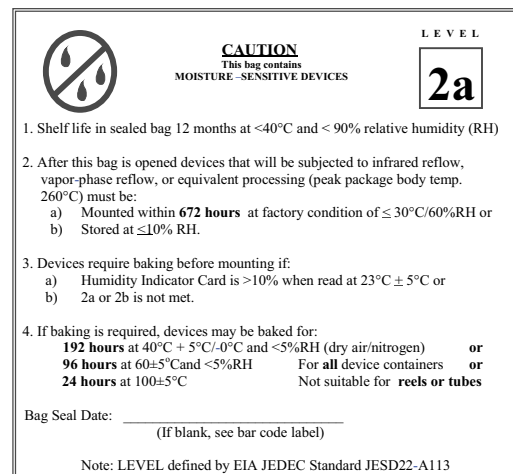 LEVEL
CAUTION
This bag contains
MOISTURE –SENSITIVE DEVICES
2a
1. Shelf life in sealed bag 12 months at <40°C and < 90% relative humidity (RH)
2. After this bag is opened devices that will be subjected to infrared reflow,
vapor-phase reflow, or equivalent processing (peak package body temp.
260°C) must be:
a) Mounted within 672 hours at factory condition of ≤ 30°C/60%RH or
b) Stored at ≤10% RH.
3. Devices require baking before mounting if:
a) Humidity Indicator Card is >10% when read at 23°C ± 5°C or
b) 2a or 2b is not met.
4. If baking is required, devices may be baked for:
192 hours at 40°C + 5°C/-0°C and <5%RH (dry air/nitrogen) or
96 hours at 60±5°Cand <5%RH For all device containers or
24 hours at 100±5°C Not suitable for reels or tubes
Bag Seal Date: ______________________________
(If blank, see bar code label)
Note: LEVEL defined by EIA JEDEC Standard JESD22-A113